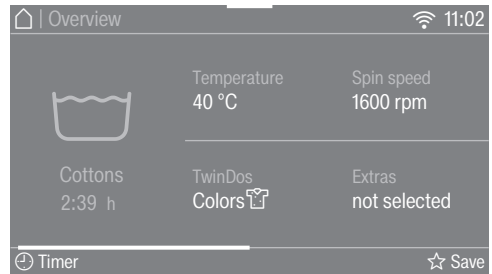 | Overview 11:02
Temperature Spin speed
40 °C 1600 rpm
Cottons TwinDos Extras
2:39 h Colors not selected
Timer Save